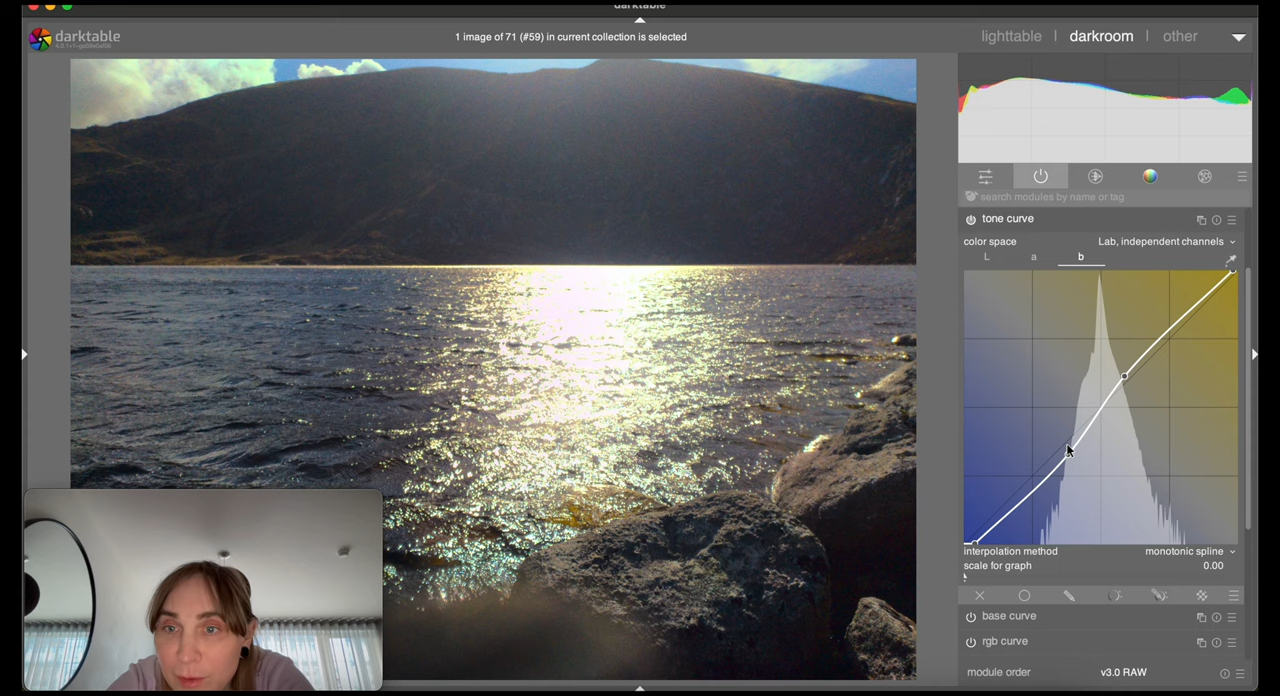 darktable
darktable
1 image of 71 (#59) in current collection is selected
lighttable | darkroom | other
search modules by name or tag
tone curve
color space Lab, independent channels
L a b
interpolation method monotonic spline
scale for graph 0.00
base curve
rgb curve
module order v3.0 RAW